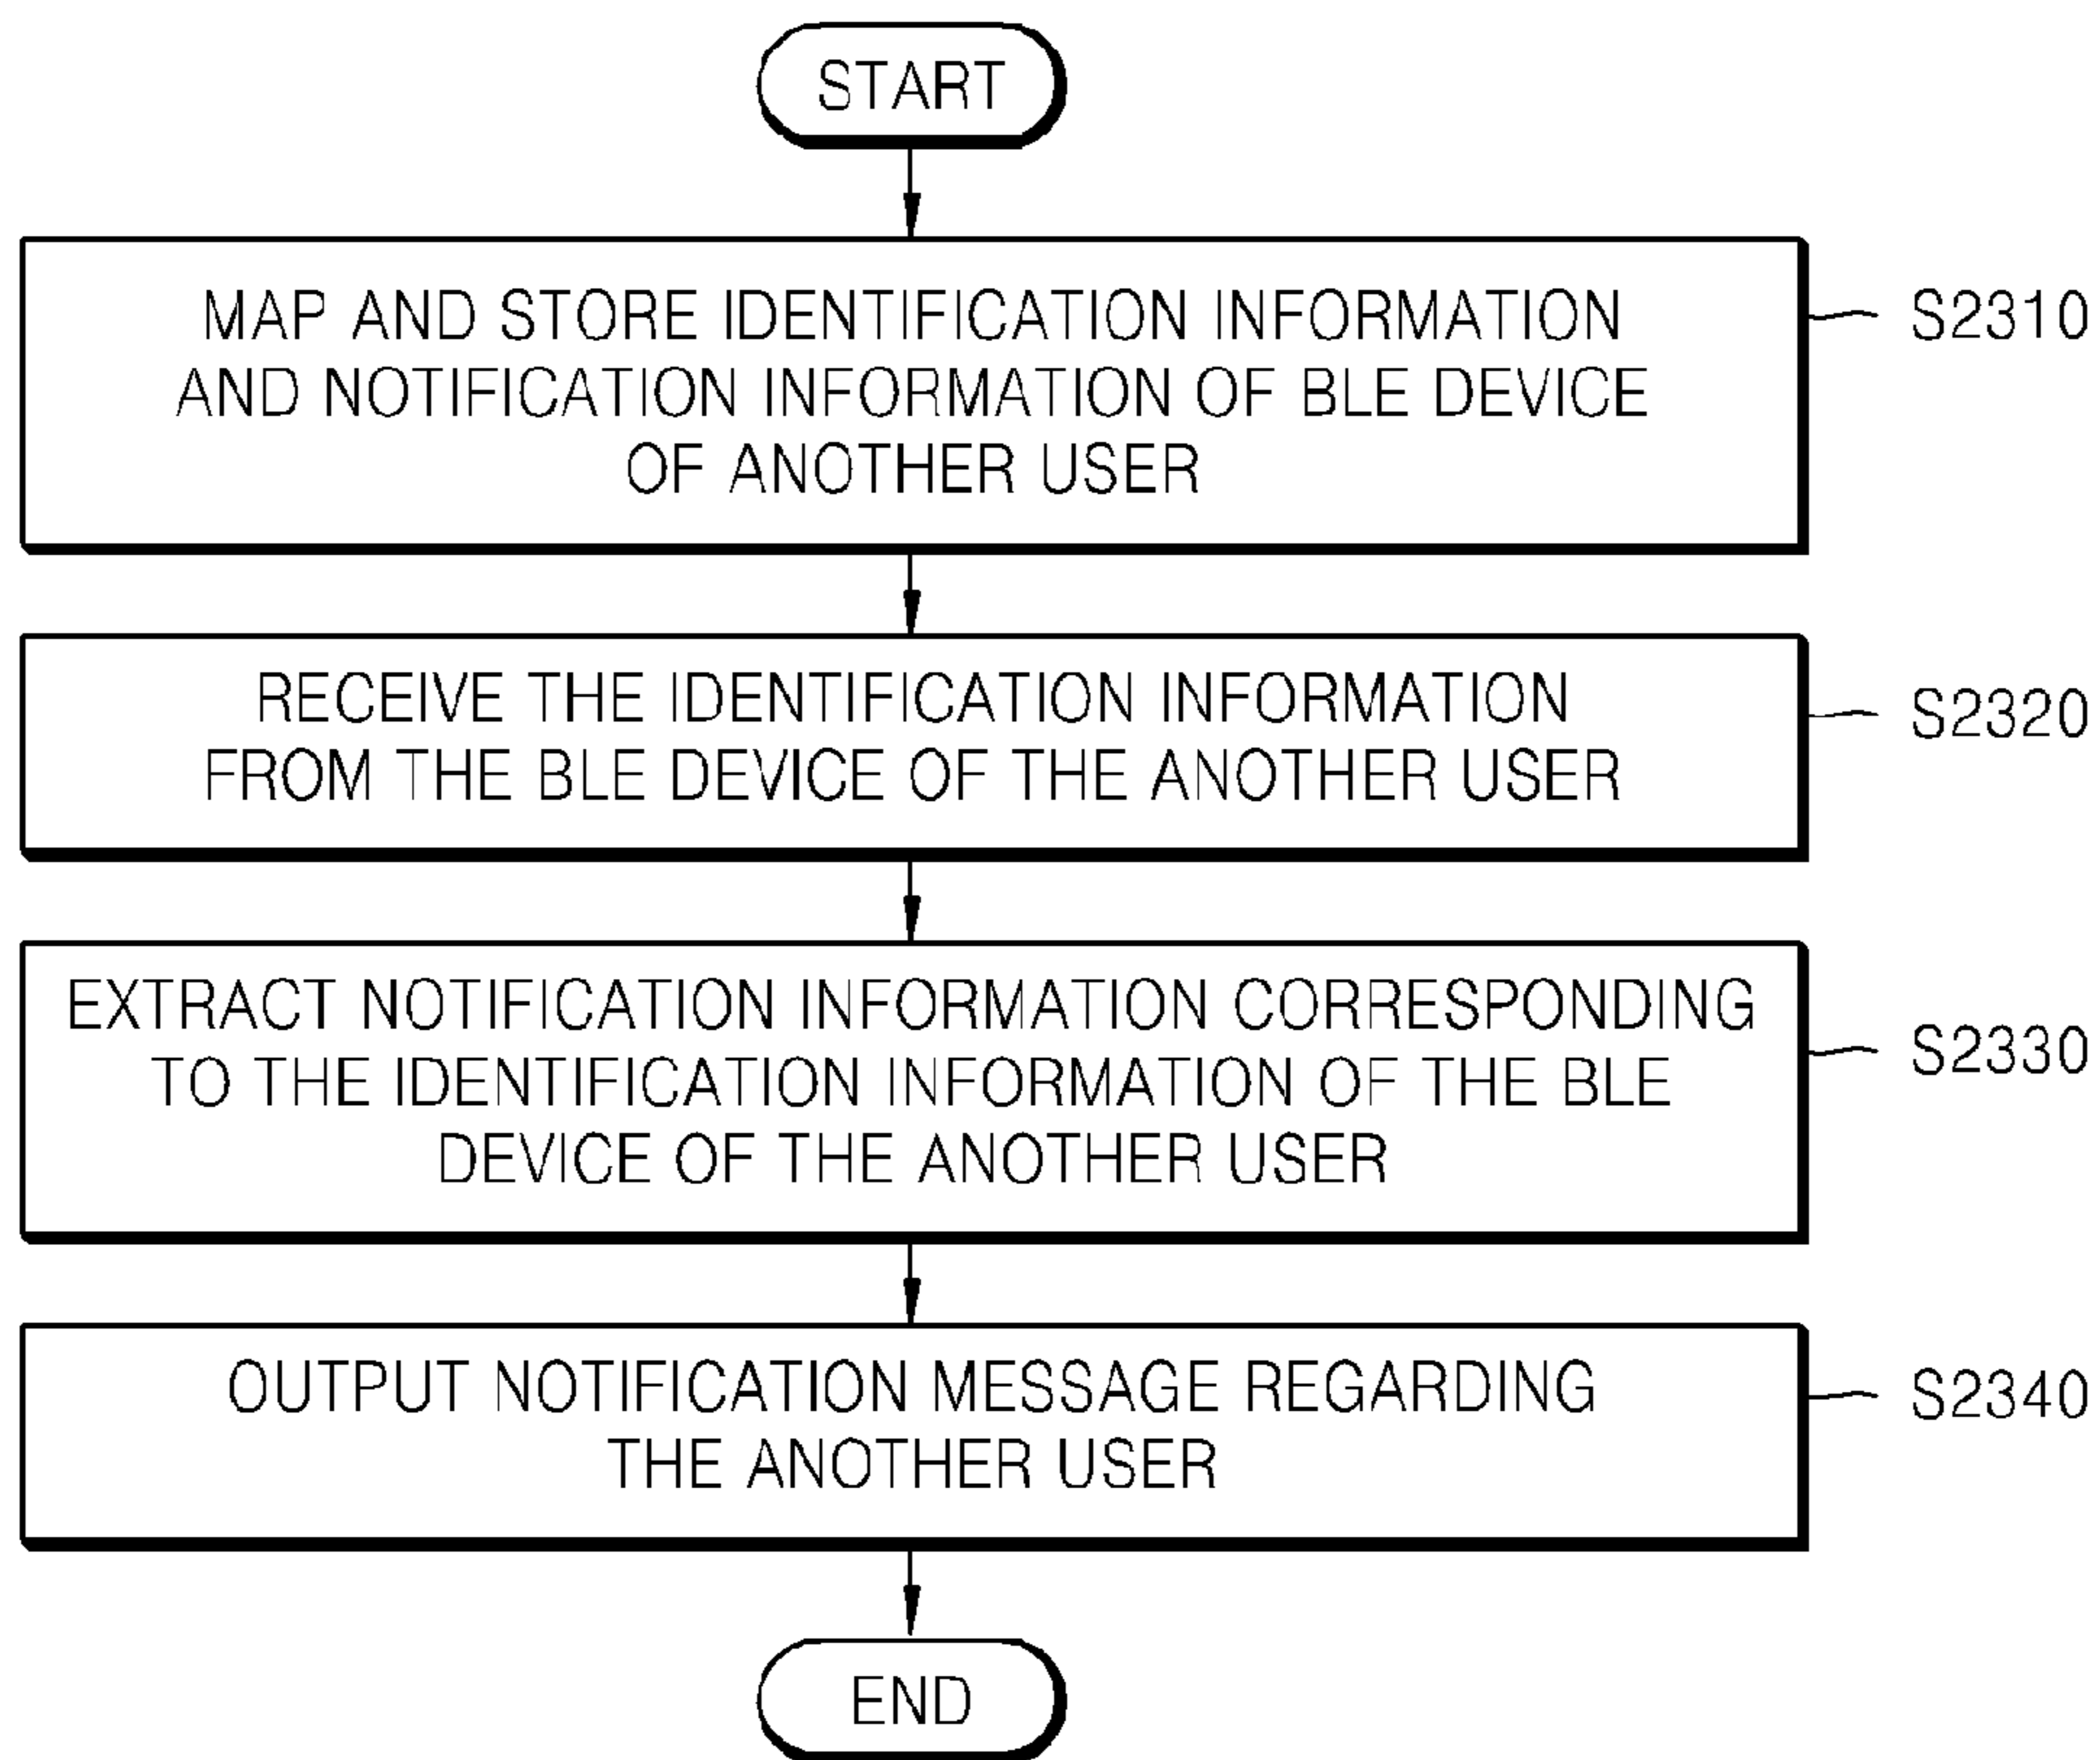 START
MAP AND STORE IDENTIFICATION INFORMATION
AND NOTIFICATION INFORMATION OF BLE DEVICE
OF ANOTHER USER
S2310
RECEIVE THE IDENTIFICATION INFORMATION
FROM THE BLE DEVICE OF THE ANOTHER USER
S2320
EXTRACT NOTIFICATION INFORMATION CORRESPONDING
TO THE IDENTIFICATION INFORMATION OF THE BLE
DEVICE OF THE ANOTHER USER
S2330
OUTPUT NOTIFICATION MESSAGE REGARDING
THE ANOTHER USER
S2340
END